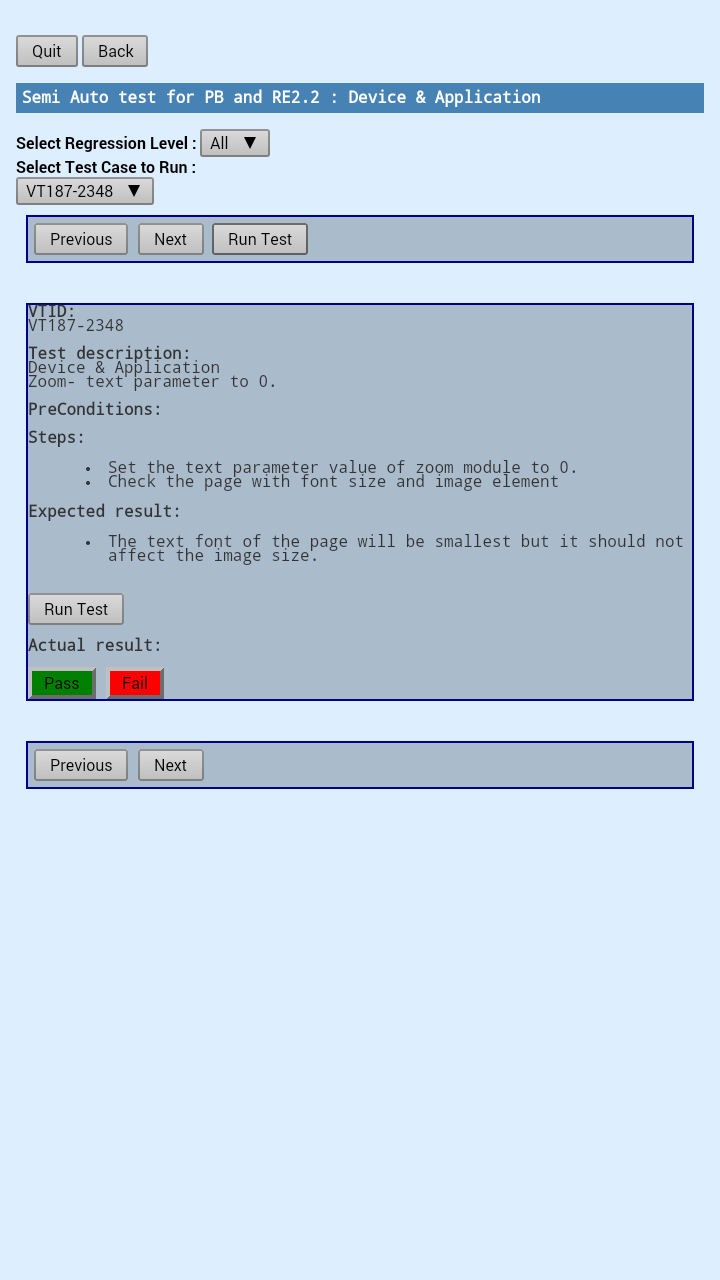 Quit Back
Semi Auto test for PB and RE2.2 : Device & Application
Select Regression Level : All ▼
Select Test Case to Run :
VT187-2348 ▼
Previous Next Run Test
VTID:
VT187-2348
Test description:
Device & Application
Zoom- text parameter to 0.
PreConditions:
Steps:
• Set the text parameter value of zoom module to 0.
• Check the page with font size and image element
Expected result:
• The text font of the page will be smallest but it should not
affect the image size.
Run Test
Actual result:
Pass Fail
Previous Next